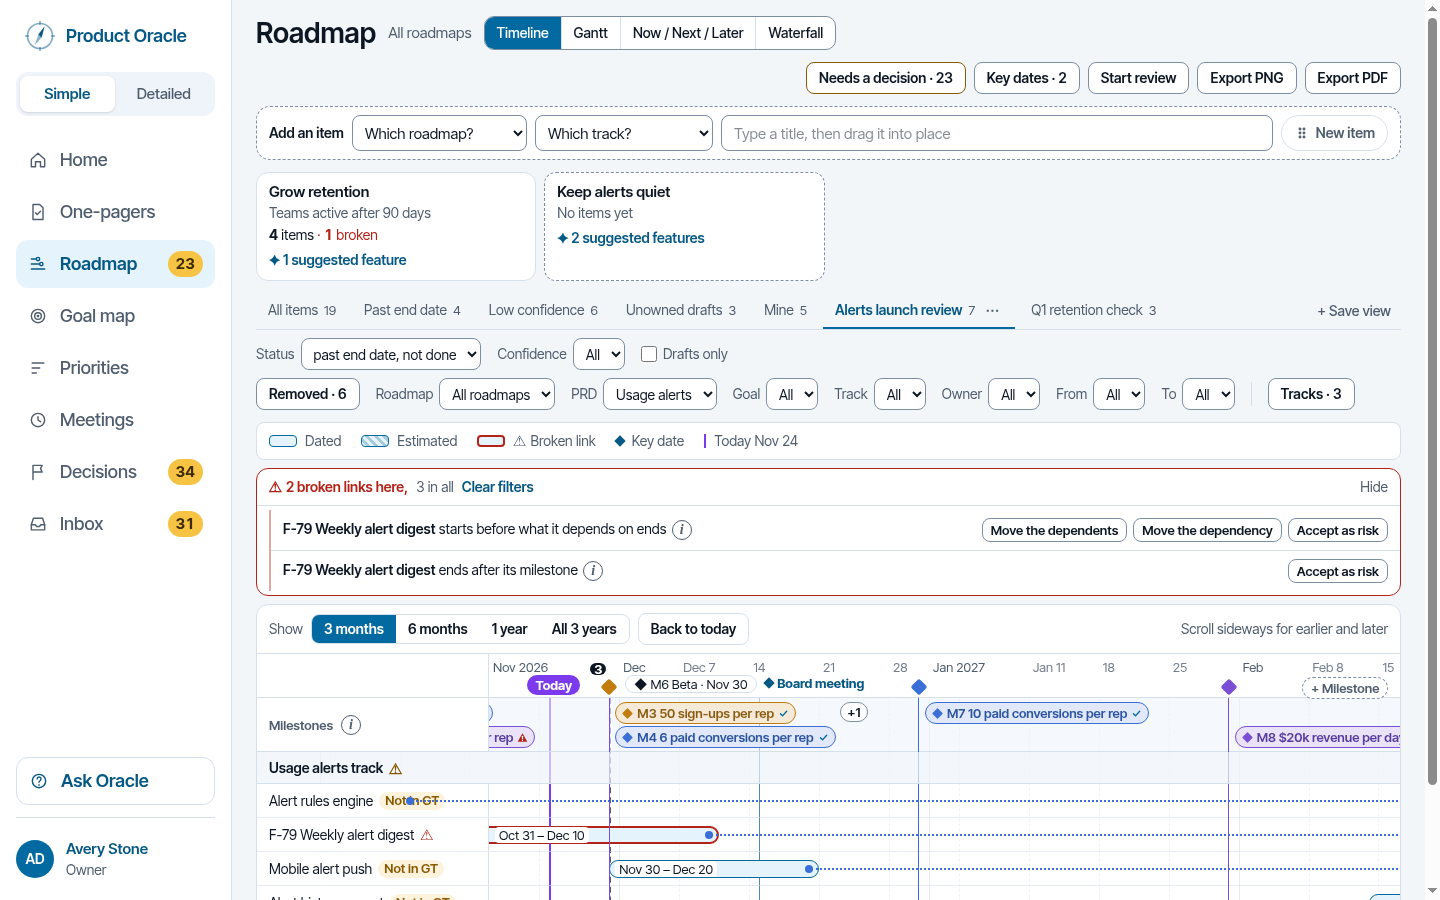 Product Oracle
Simple
Detailed
Home
One-pagers
Roadmap 23
Goal map
Priorities
Meetings
Decisions 34
Inbox 31
Ask Oracle
AD
Avery Stone
Owner
Roadmap All roadmaps Timeline Gantt Now / Next / Later Waterfall
Needs a decision · 23 Key dates · 2 Start review Export PNG Export PDF
Add an item Which roadmap? Which track? Type a title, then drag it into place New item
Grow retention
Teams active after 90 days
4 items · 1 broken
1 suggested feature
Keep alerts quiet
No items yet
2 suggested features
All items 19 Past end date 4 Low confidence 6 Unowned drafts 3 Mine 5 Alerts launch review 7 ··· Q1 retention check 3 + Save view
Status past end date, not done Confidence All Drafts only
Removed · 6 Roadmap All roadmaps PRD Usage alerts Goal All Track All Owner All From All To All Tracks · 3
Dated Estimated ⚠ Broken link Key date Today Nov 24
⚠ 2 broken links here, 3 in all Clear filters Hide
F-79 Weekly alert digest starts before what it depends on ends i Move the dependents Move the dependency Accept as risk
F-79 Weekly alert digest ends after its milestone i Accept as risk
Show 3 months 6 months 1 year All 3 years Back to today Scroll sideways for earlier and later
Nov 2026 3 Dec Dec 7 14 21 28 Jan 2027 Jan 11 18 25 Feb Feb 8 15
Today M6 Beta · Nov 30 Board meeting + Milestone
Milestones i
M3 50 sign-ups per rep ✓ +1 M7 10 paid conversions per rep ✓
rep M4 6 paid conversions per rep ✓ M8 $20k revenue per day
Usage alerts track ⚠
Alert rules engine Not in GT
F-79 Weekly alert digest ⚠ Oct 31 – Dec 10
Mobile alert push Not in GT Nov 30 – Dec 20